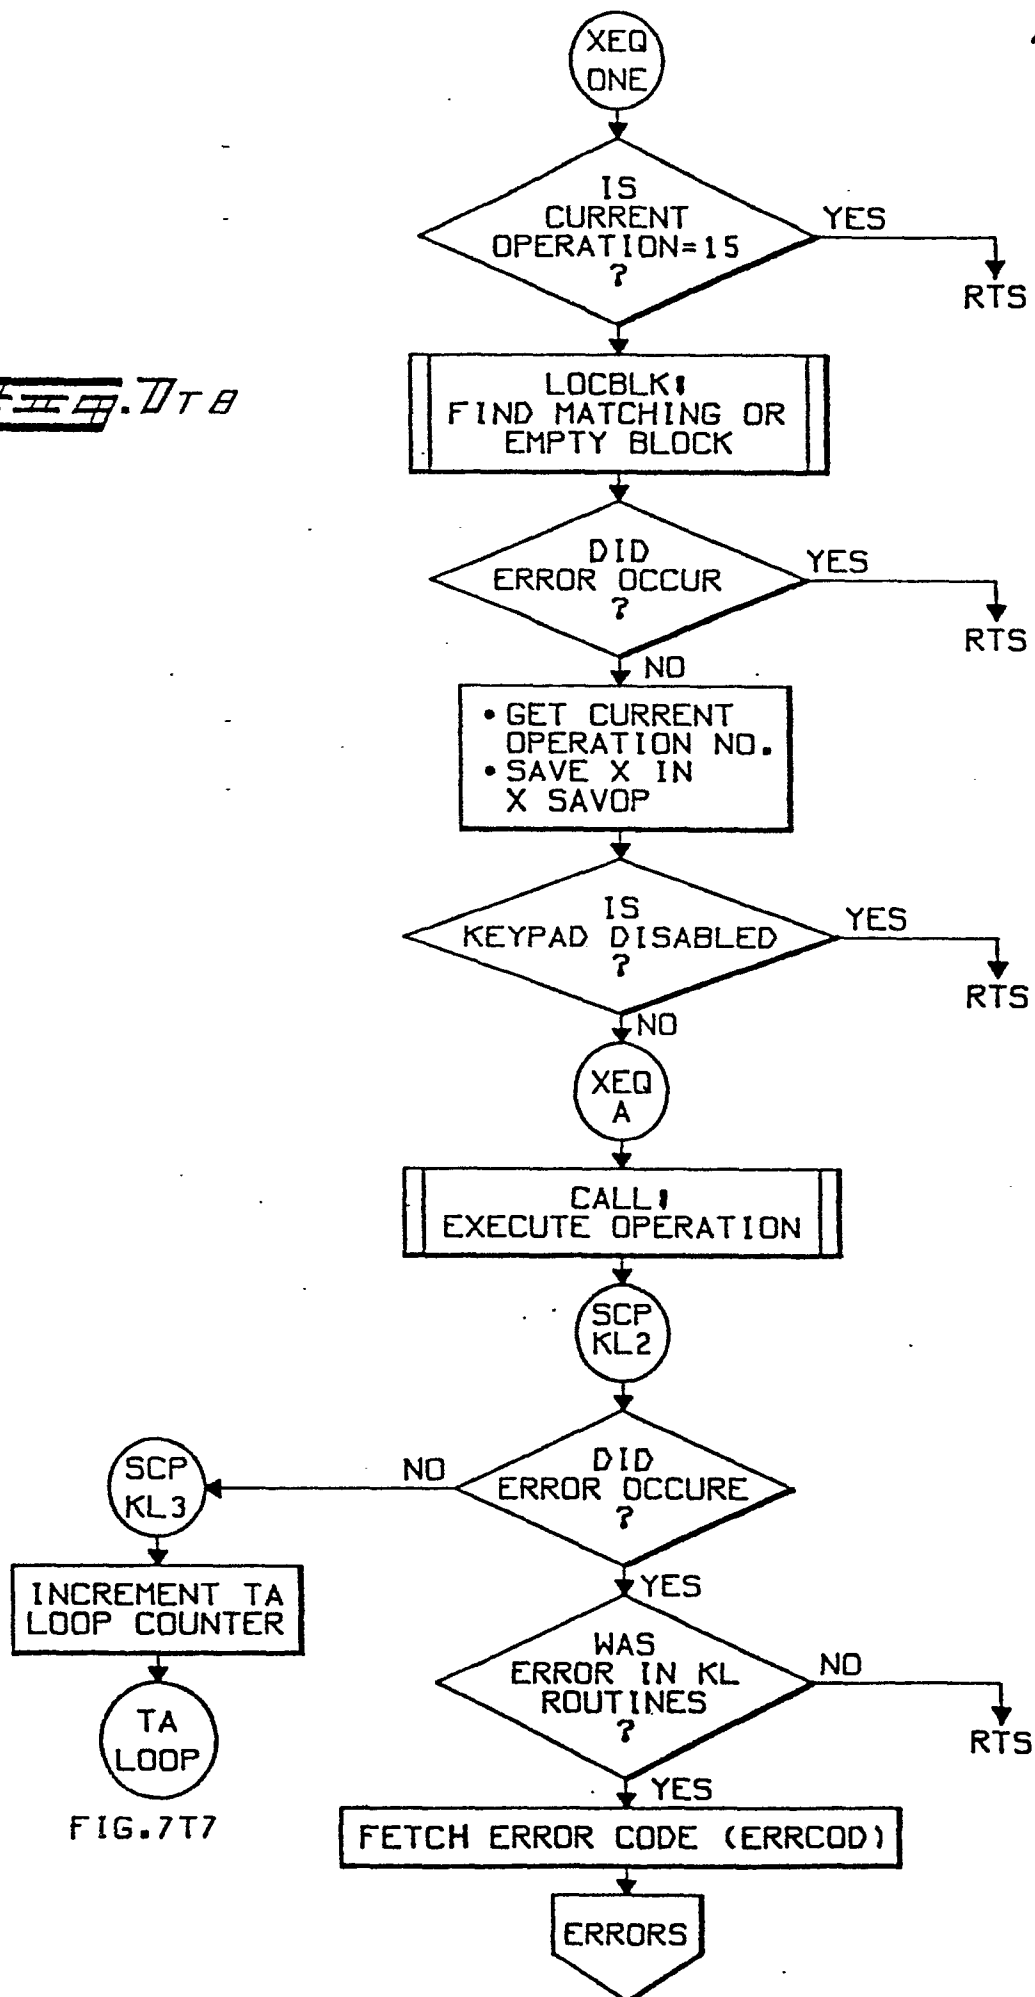 XEQ
ONE
IS
CURRENT
OPERATION=15
?
YES
RTS
Fig. 7T8
LOCBLK:
FIND MATCHING OR
EMPTY BLOCK
DID
ERROR OCCUR
?
YES
RTS
NO
• GET CURRENT
OPERATION NO.
• SAVE X IN
X SAVOP
IS
KEYPAD DISABLED
?
YES
RTS
NO
XEQ
A
CALL:
EXECUTE OPERATION
SCP
KL2
DID
ERROR OCCURE
?
NO
SCP
KL3
INCREMENT TA
LOOP COUNTER
TA
LOOP
FIG.7T7
YES
WAS
ERROR IN KL
ROUTINES
?
NO
RTS
YES
FETCH ERROR CODE (ERRCOD)
ERRORS